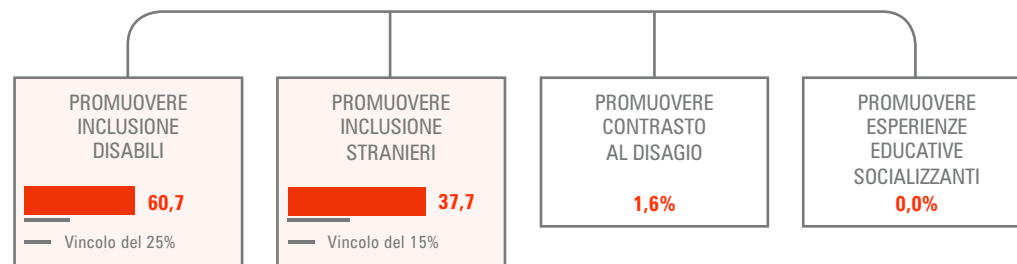 PROMUOVERE
INCLUSIONE
DISABILI
60,7
Vincolo del 25%
PROMUOVERE
INCLUSIONE
STRANIERI
37,7
Vincolo del 15%
PROMUOVERE
CONTRASTO
AL DISAGIO
1,6%
PROMUOVERE
ESPERIENZE
EDUCATIVE
SOCIALIZZANTI
0,0%